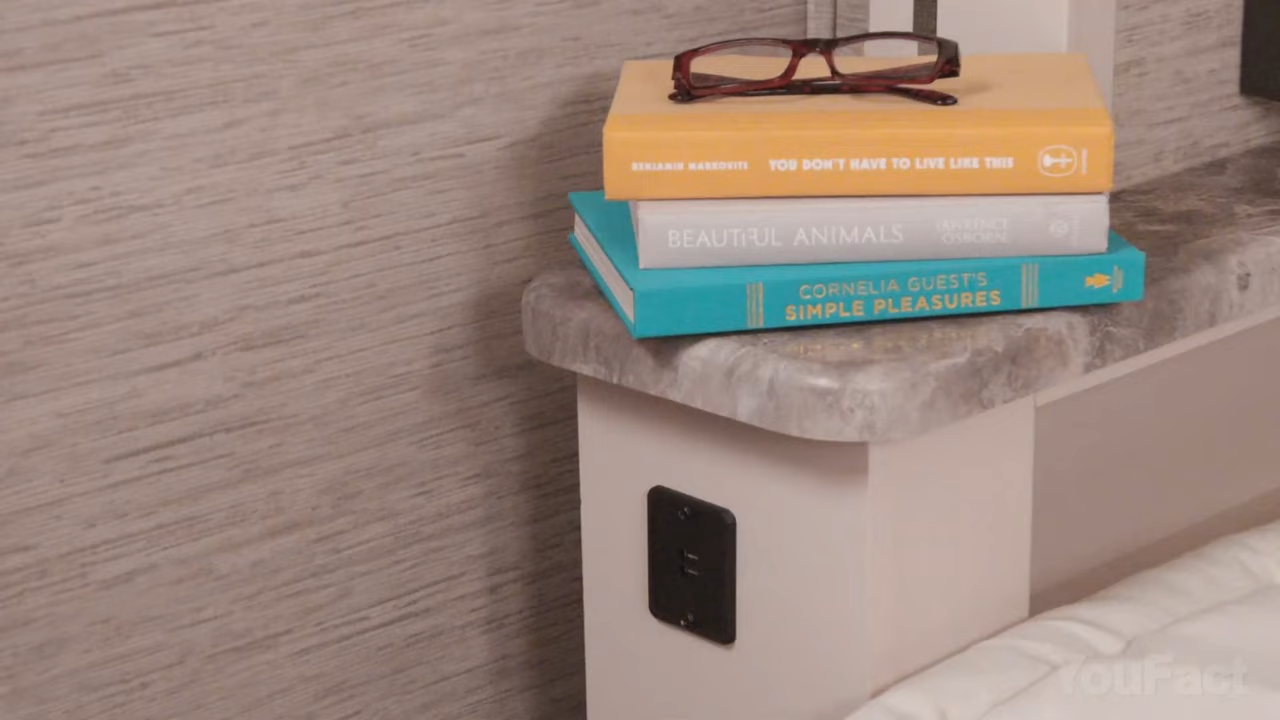 BENJAMIN MARKOVITS YOU DON'T HAVE TO LIVE LIKE THIS
BEAUTIFUL ANIMALS LAWRENCE
OSBORNE
CORNELIA GUEST'S
SIMPLE PLEASURES
YouFact